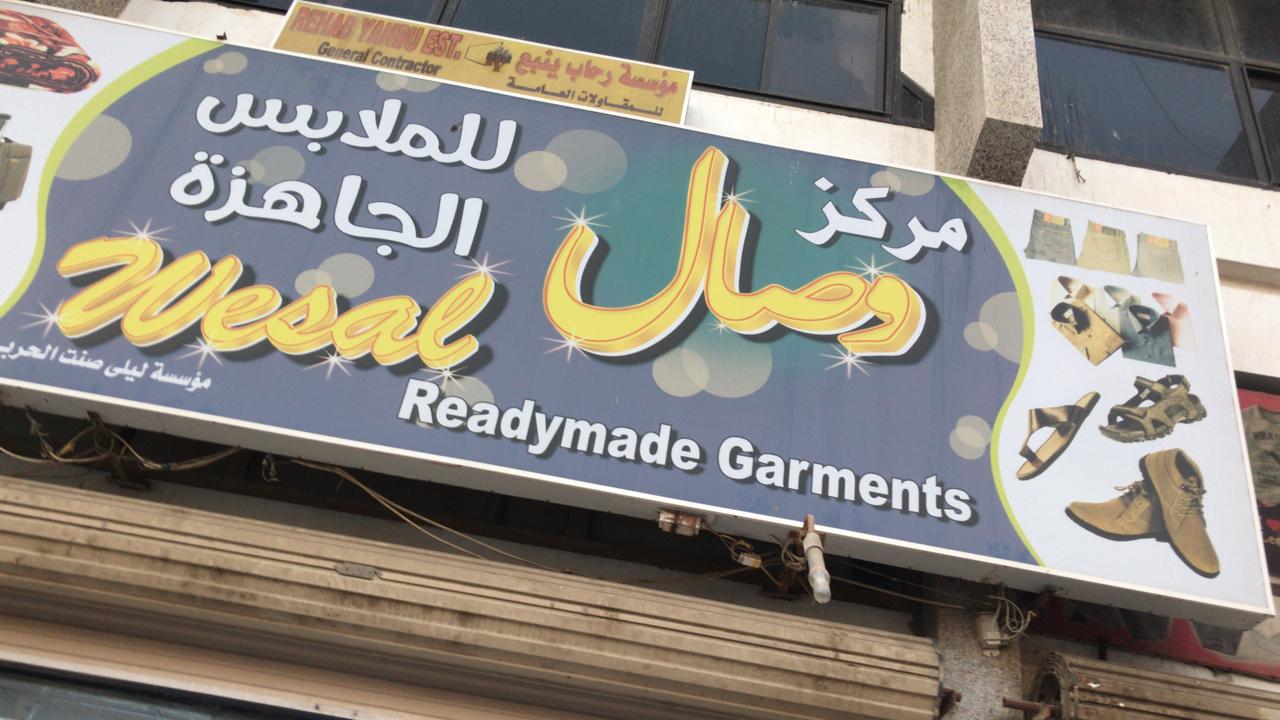 REHAB YANBU EST.
General Contractor
مؤسسة رحاب ينبع
للمقاولات العامة
مركز
وصال
للملابس
الجاهزة
Wesal
مؤسسة ليلى صنت
Readymade Garments